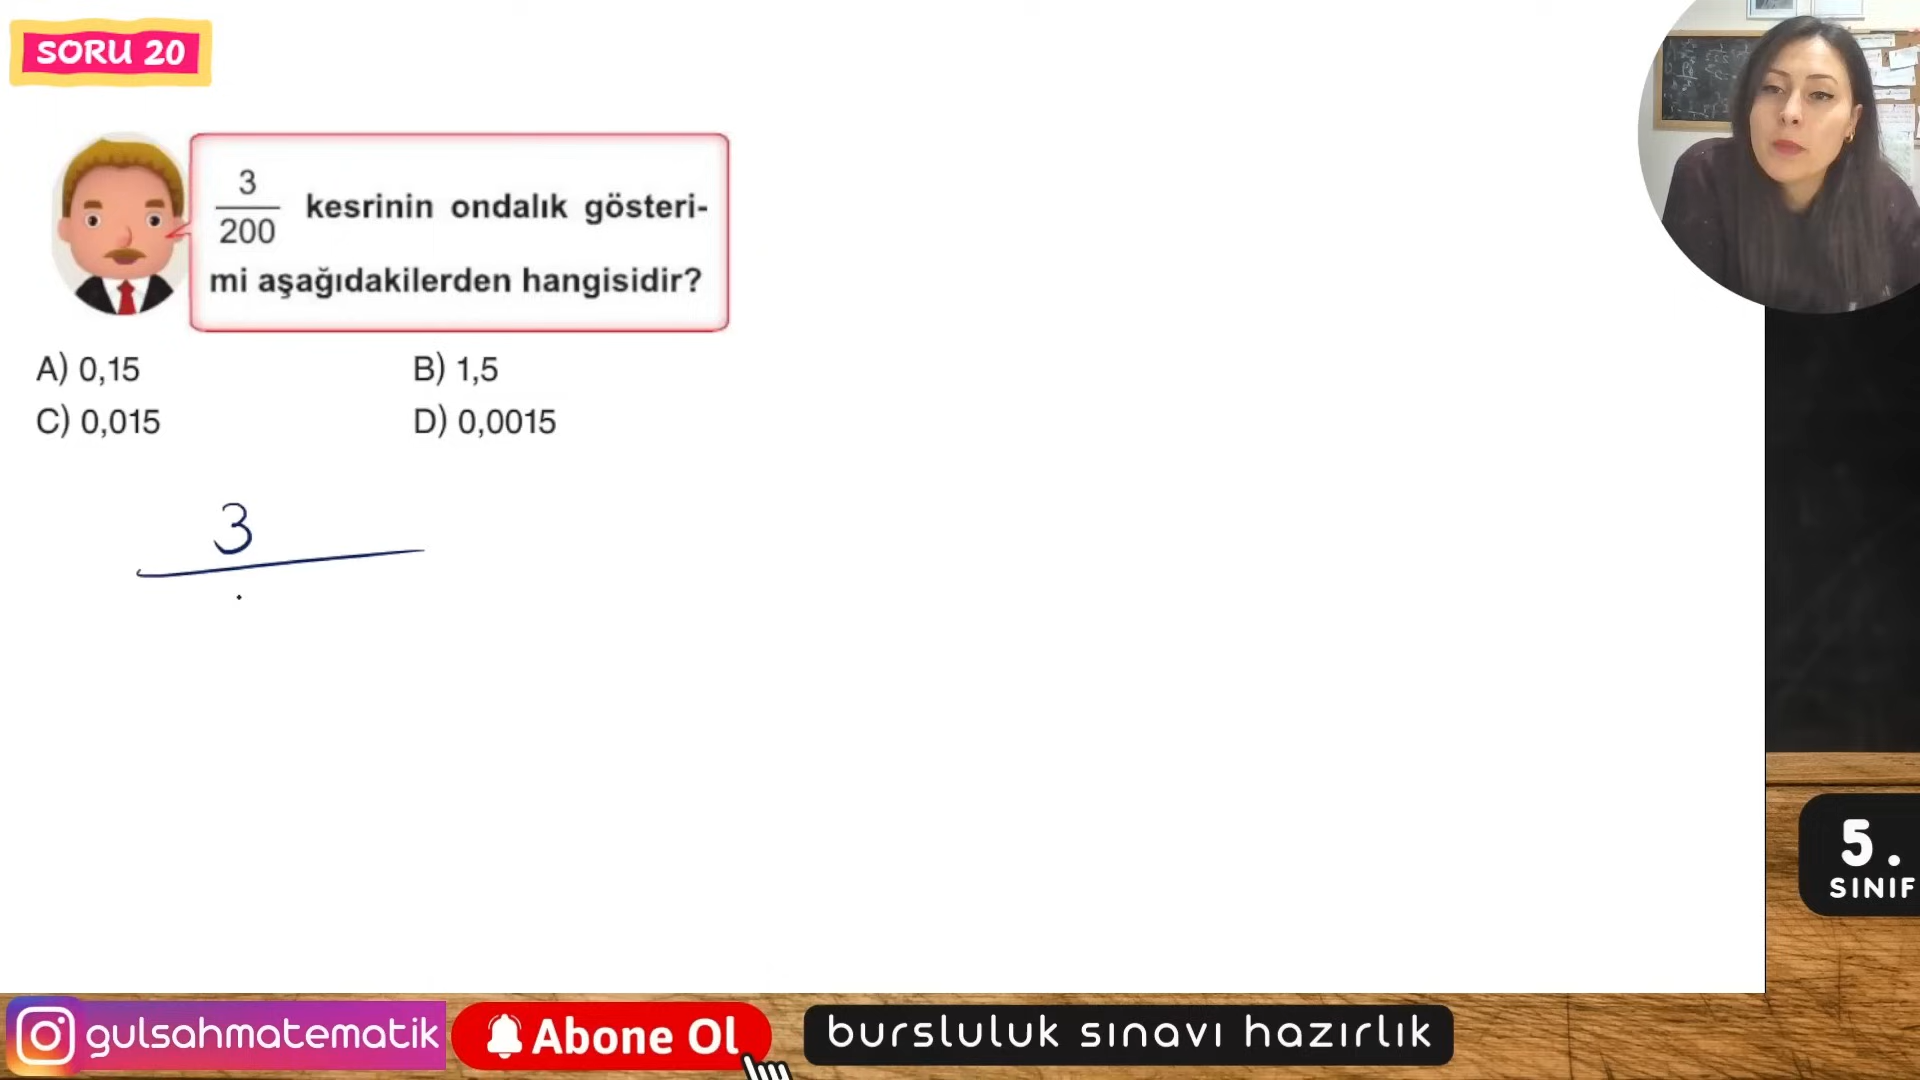 SORU 20
3
200
kesrinin ondalık gösteri-
mi aşağıdakilerden hangisidir?
A) 0,15
B) 1,5
C) 0,015
D) 0,0015
3
5.
SINIF
gulsahmatematik
Abone Ol
bursluluk sınavı hazırlık